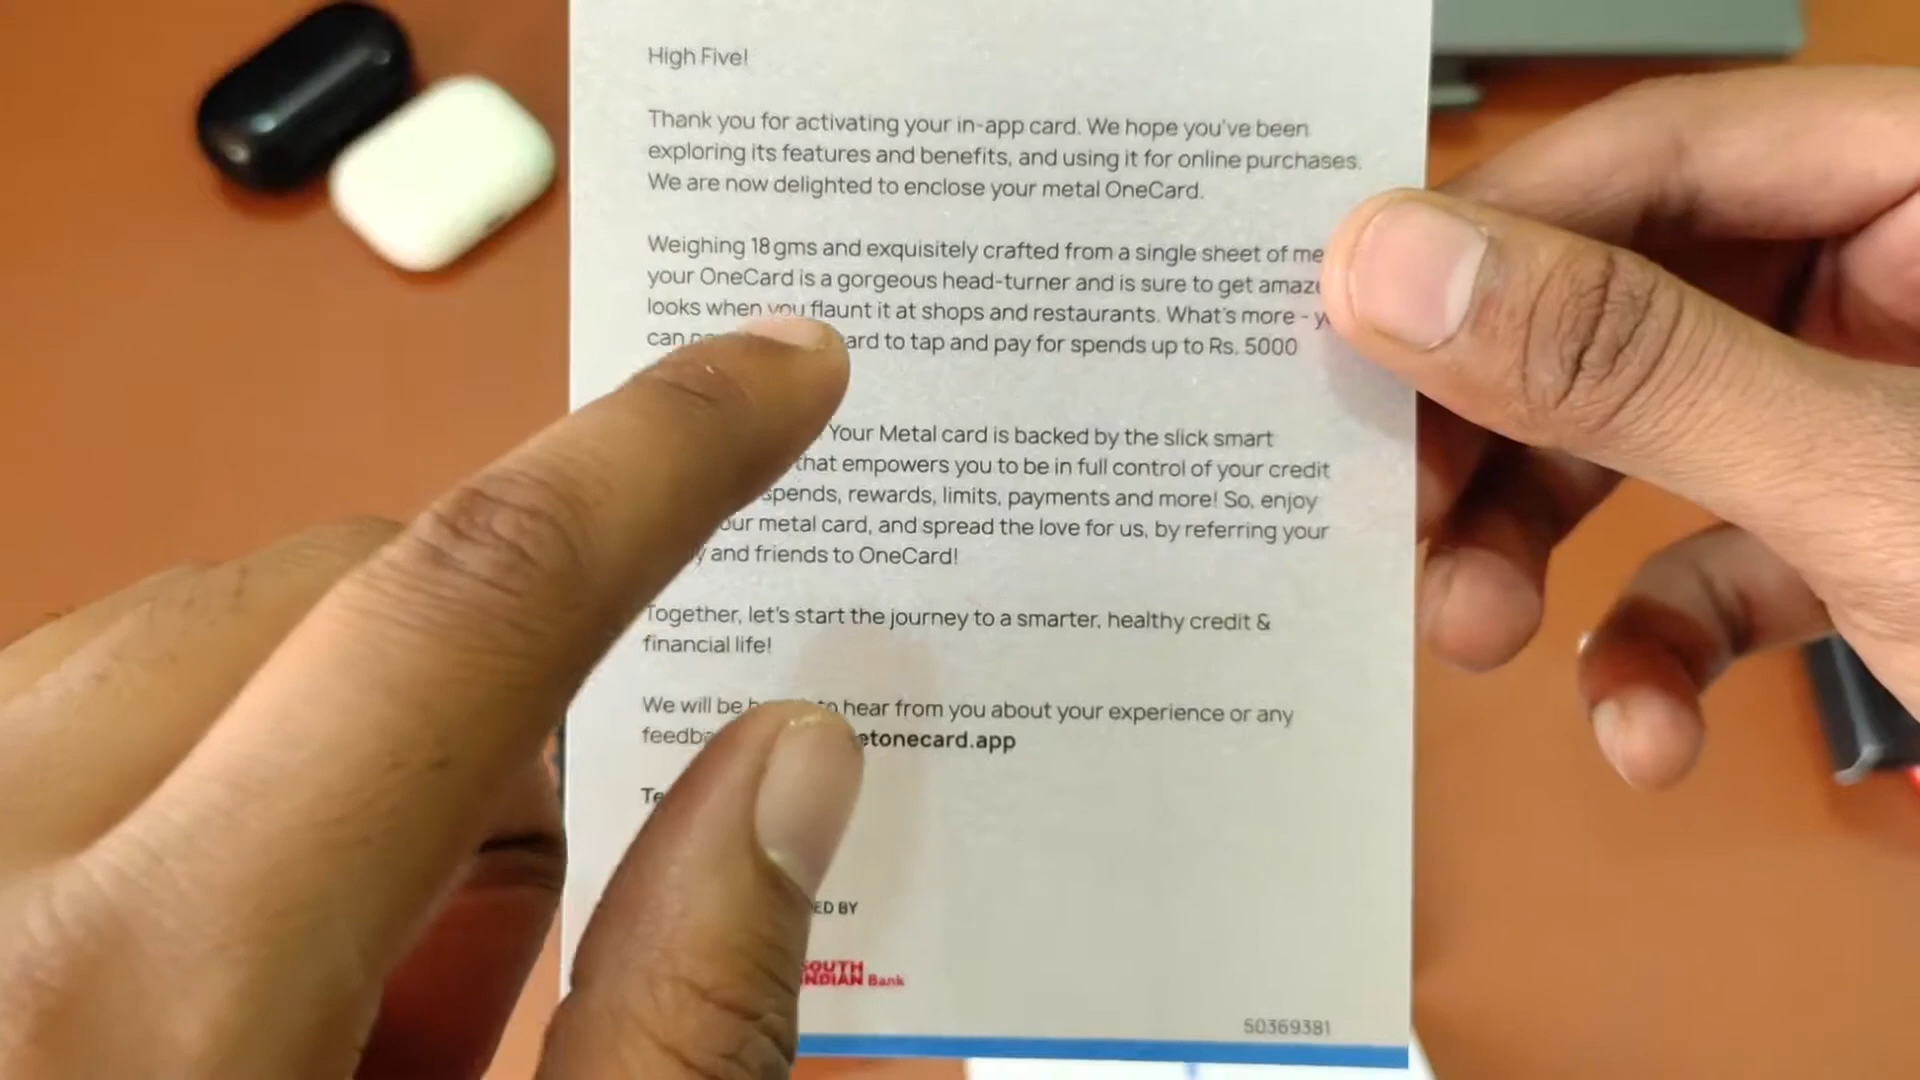 High Five!
Thank you for activating your in-app card. We hope you've been
exploring its features and benefits, and using it for online purchases.
We are now delighted to enclose your metal OneCard.
Weighing 18 gms and exquisitely crafted from a single sheet of
your OneCard is a gorgeous head-turner and is sure to get
looks when you flaunt it at shops and restaurants. What's more -
can to tap and pay for spends up to Rs. 5000
Your Metal card is backed by the slick smart
that empowers you to be in full control of your credit
spends, rewards, limits, payments and more! So, enjoy
metal card, and spread the love for us, by referring your
and friends to OneCard!
Together, let's start the journey to a smarter, healthy credit &
financial life!
We will be to hear from you about your experience or any
etonecard.app
ED BY
SOUTH
INDIAN Bank
50369381